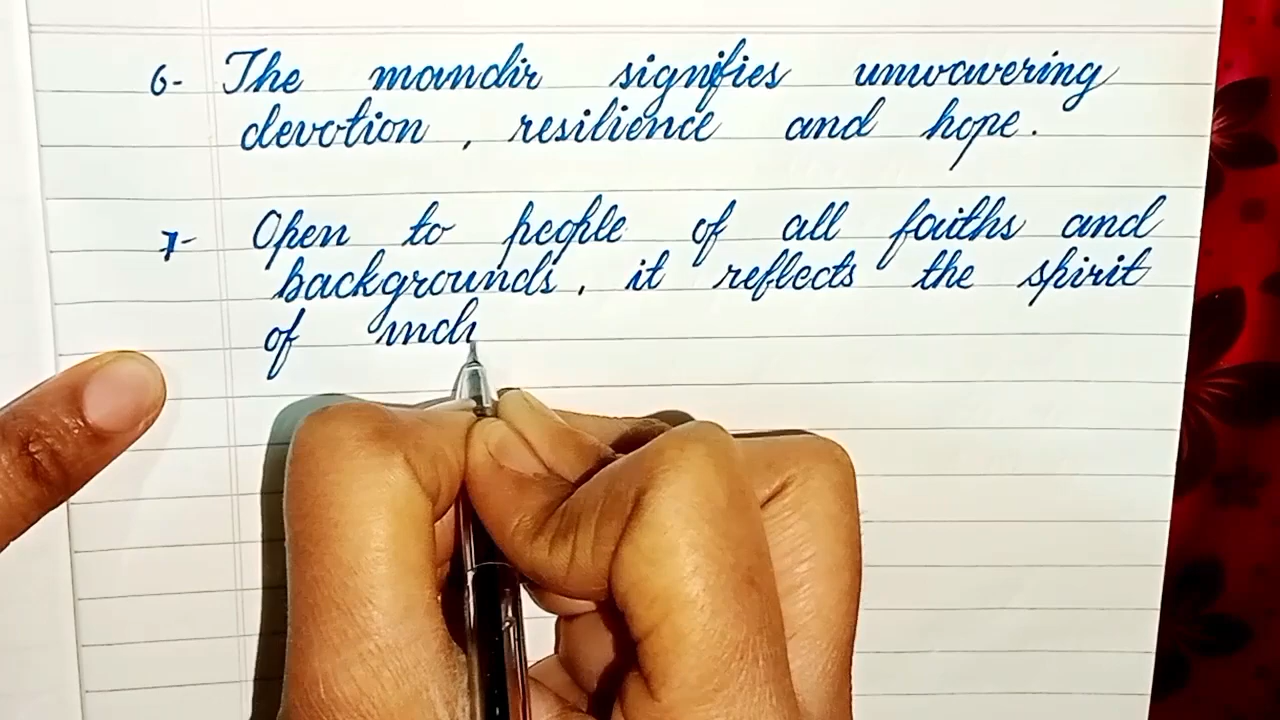 6- The mandir signifies unwavering
devotion, resilience and hope.
7- Open to people of all faiths and
backgrounds, it reflects the spirit
of incl